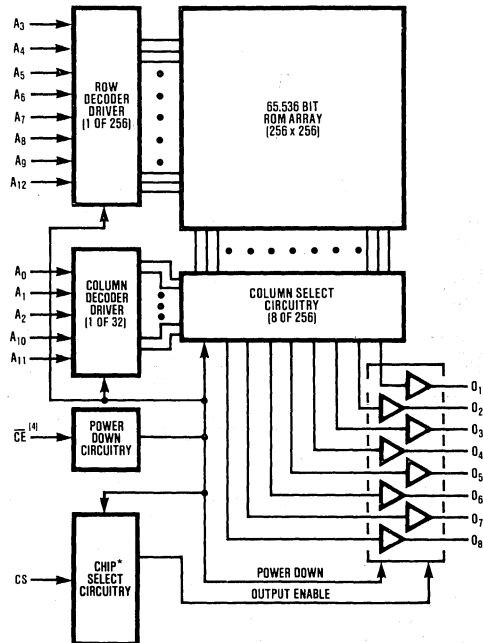 A₃
A₄
A₅
A₆
A₇
A₈
A₉
A₁₂
ROW
DECODER
DRIVER
(1 OF 256)
65,536 BIT
ROM ARRAY
(256 x 256)
A₀
A₁
A₂
A₁₀
A₁₁
COLUMN
DECODER
DRIVER
(1 OF 32)
COLUMN SELECT
CIRCUITRY
(8 OF 256)
O₁
O₂
O₃
O₄
O₅
O₆
O₇
O₈
C̅E̅ [4]
POWER
DOWN
CIRCUITRY
CS
CHIP*
SELECT
CIRCUITRY
POWER DOWN
OUTPUT ENABLE